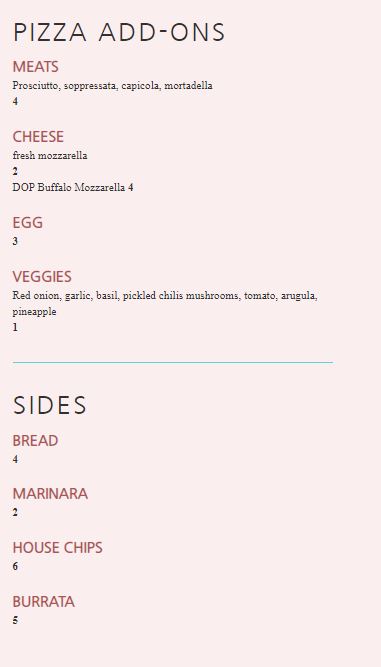 PIZZA ADD-ONS
MEATS
Prosciutto, soppressata, capicola, mortadella
4
CHEESE
fresh mozzarella
2
DOP Buffalo Mozzarella 4
EGG
3
VEGGIES
Red onion, garlic, basil, pickled chilis mushrooms, tomato, arugula,
pineapple
1
SIDES
BREAD
4
MARINARA
2
HOUSE CHIPS
6
BURRATA
5